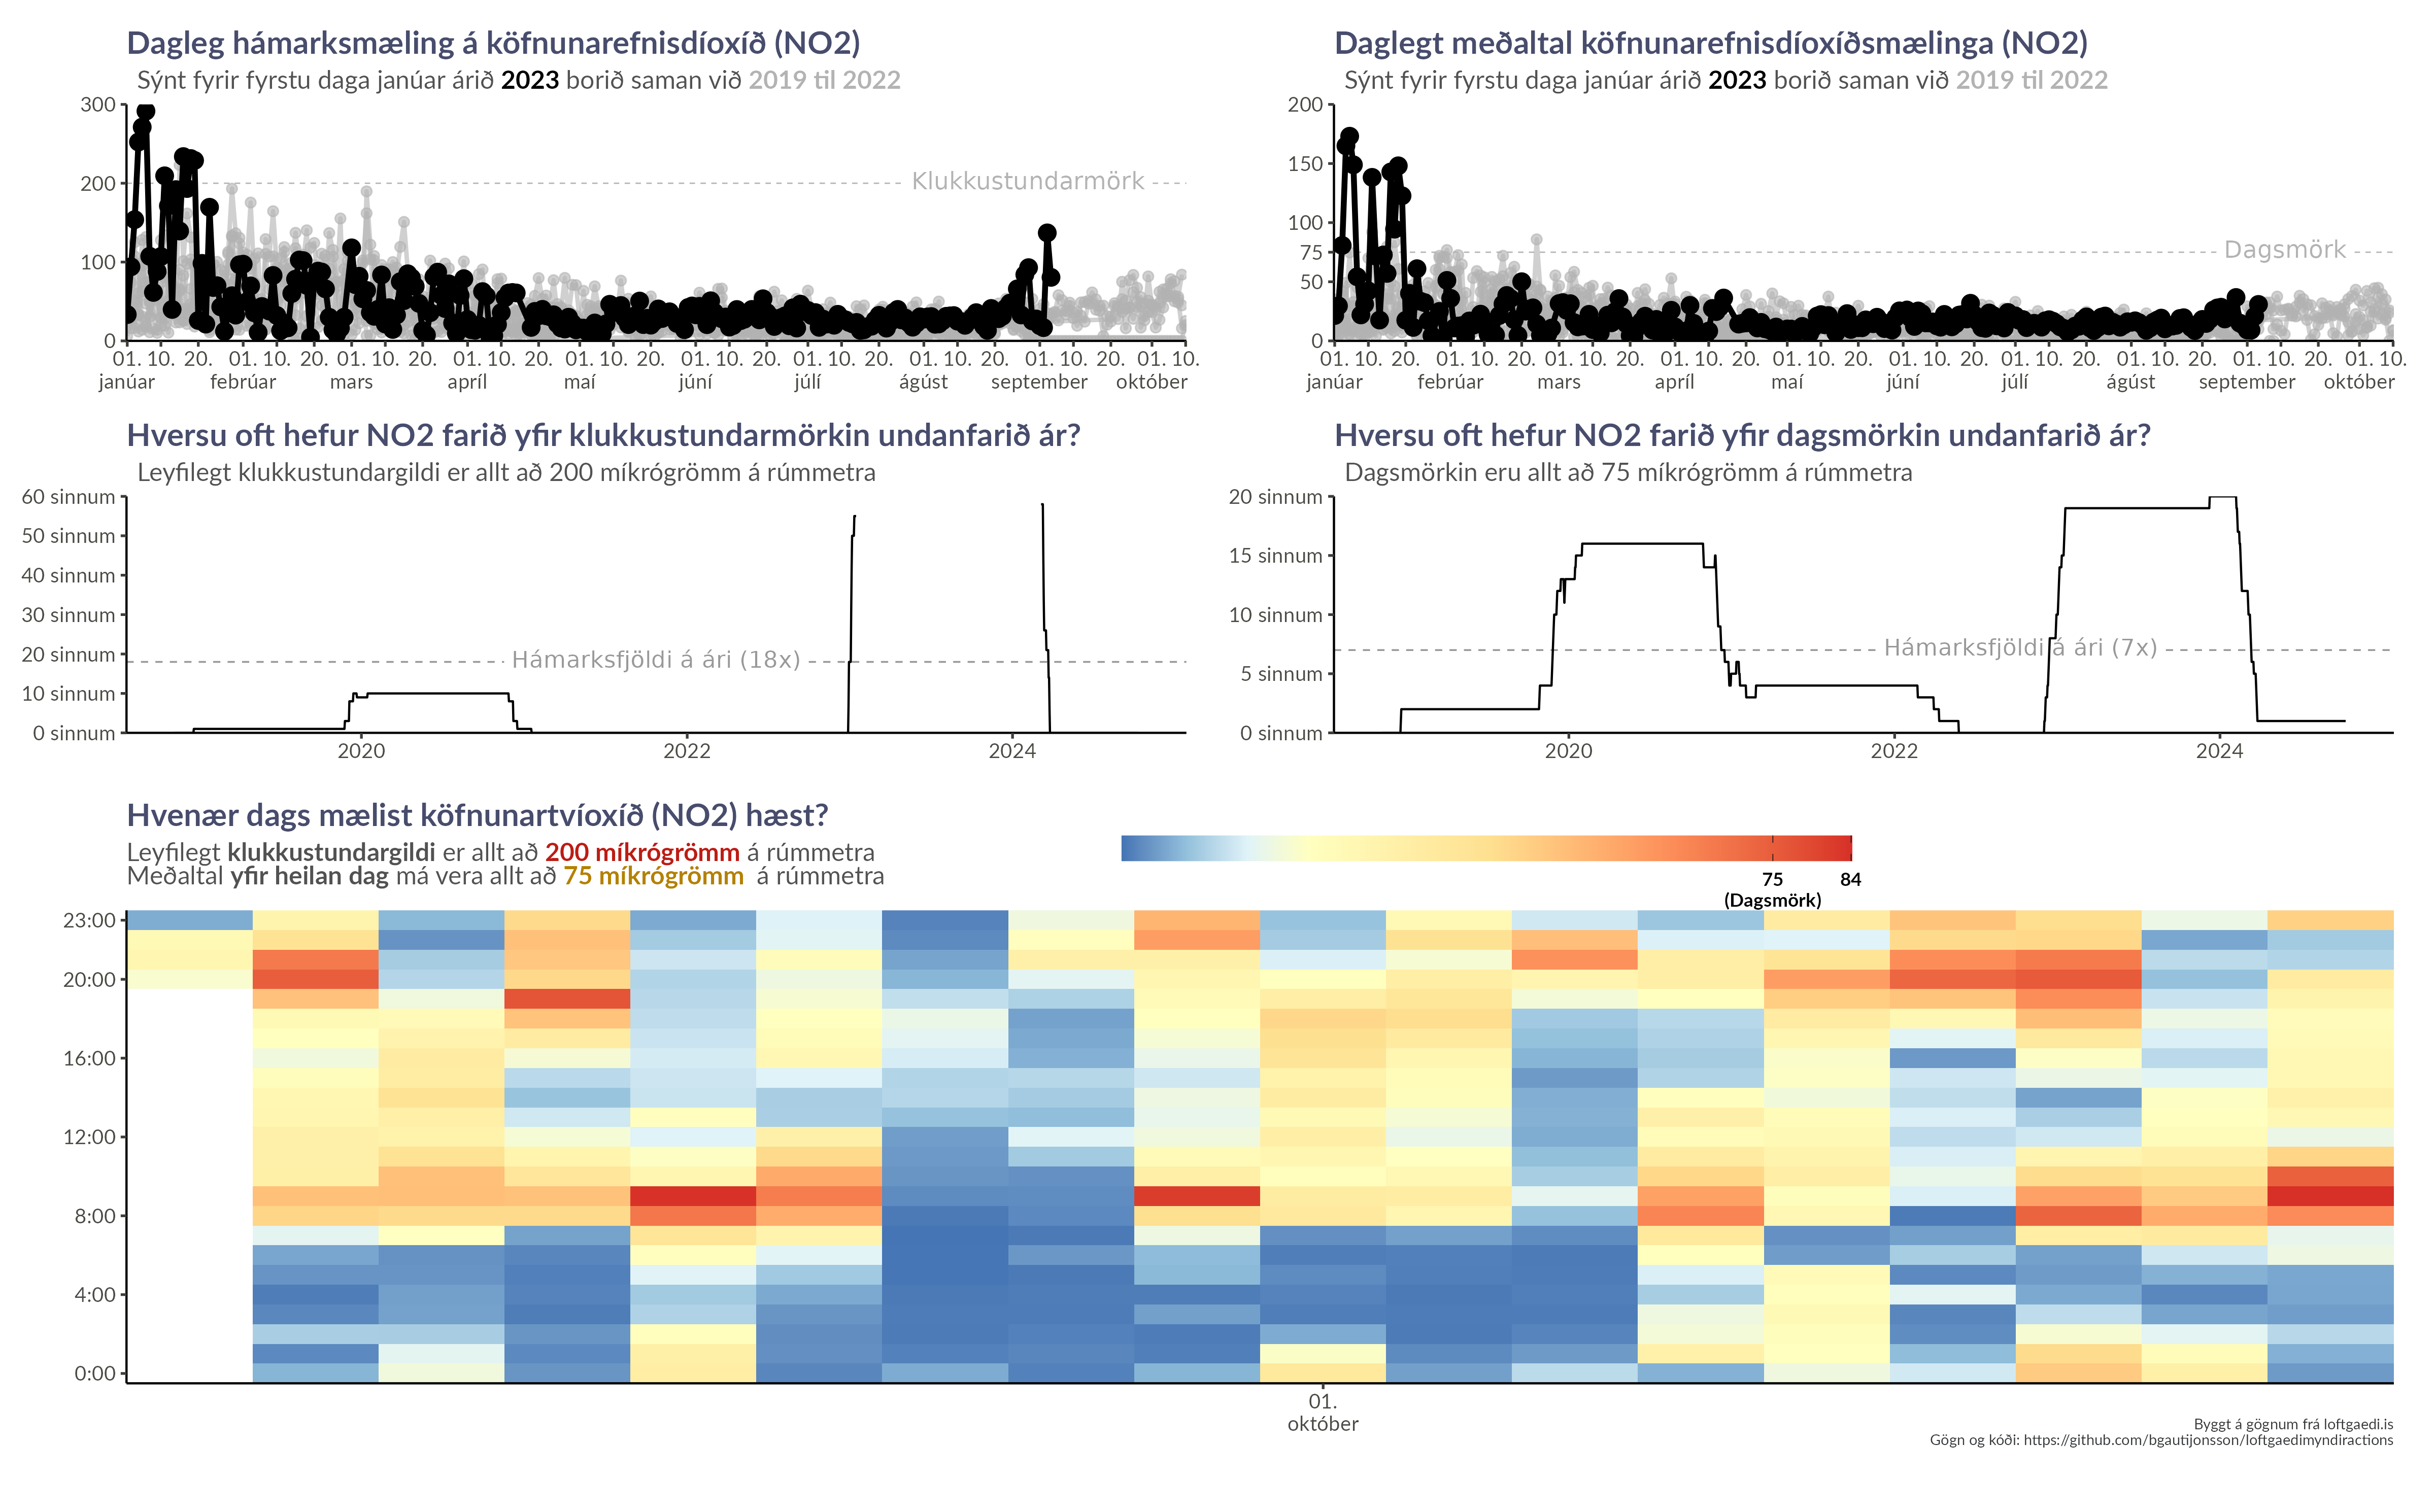 Dagleg hámarksmæling á köfnunarefnisdíoxíð (NO2)
Sýnt fyrir fyrstu daga janúar árið 2023 borið saman við 2019 til 2022
300
200
100
0
Klukkustundarmörk
01. 10. 20. 01. 10. 20. 01. 10. 20. 01. 10. 20. 01. 10. 20. 01. 10. 20. 01. 10. 20. 01. 10. 20. 01. 10. 20. 01. 10.
janúar febrúar mars apríl maí júní júlí ágúst september október
Daglegt meðaltal köfnunarefnisdíoxíðsmælinga (NO2)
Sýnt fyrir fyrstu daga janúar árið 2023 borið saman við 2019 til 2022
200
150
100
75
50
0
Dagsmörk
01. 10. 20. 01. 10. 20. 01. 10. 20. 01. 10. 20. 01. 10. 20. 01. 10. 20. 01. 10. 20. 01. 10. 20. 01. 10. 20. 01. 10.
janúar febrúar mars apríl maí júní júlí ágúst september október
Hversu oft hefur NO2 farið yfir klukkustundarmörkin undanfarið ár?
Leyfilegt klukkustundargildi er allt að 200 míkrógrömm á rúmmetra
60 sinnum
50 sinnum
40 sinnum
30 sinnum
20 sinnum
10 sinnum
0 sinnum
Hámarksfjöldi á ári (18x)
2020 2022 2024
Hversu oft hefur NO2 farið yfir dagsmörkin undanfarið ár?
Dagsmörkin eru allt að 75 míkrógrömm á rúmmetra
20 sinnum
15 sinnum
10 sinnum
5 sinnum
0 sinnum
Hámarksfjöldi á ári (7x)
2020 2022 2024
Hvenær dags mælist köfnunartvíoxíð (NO2) hæst?
Leyfilegt klukkustundargildi er allt að 200 míkrógrömm á rúmmetra
Meðaltal yfir heilan dag má vera allt að 75 míkrógrömm á rúmmetra
75 84
(Dagsmörk)
23:00
20:00
16:00
12:00
8:00
4:00
0:00
01.
október
Byggt á gögnum frá loftgaedi.is
Gögn og kóði: https://github.com/bgautijonsson/loftgaedimyndiractions